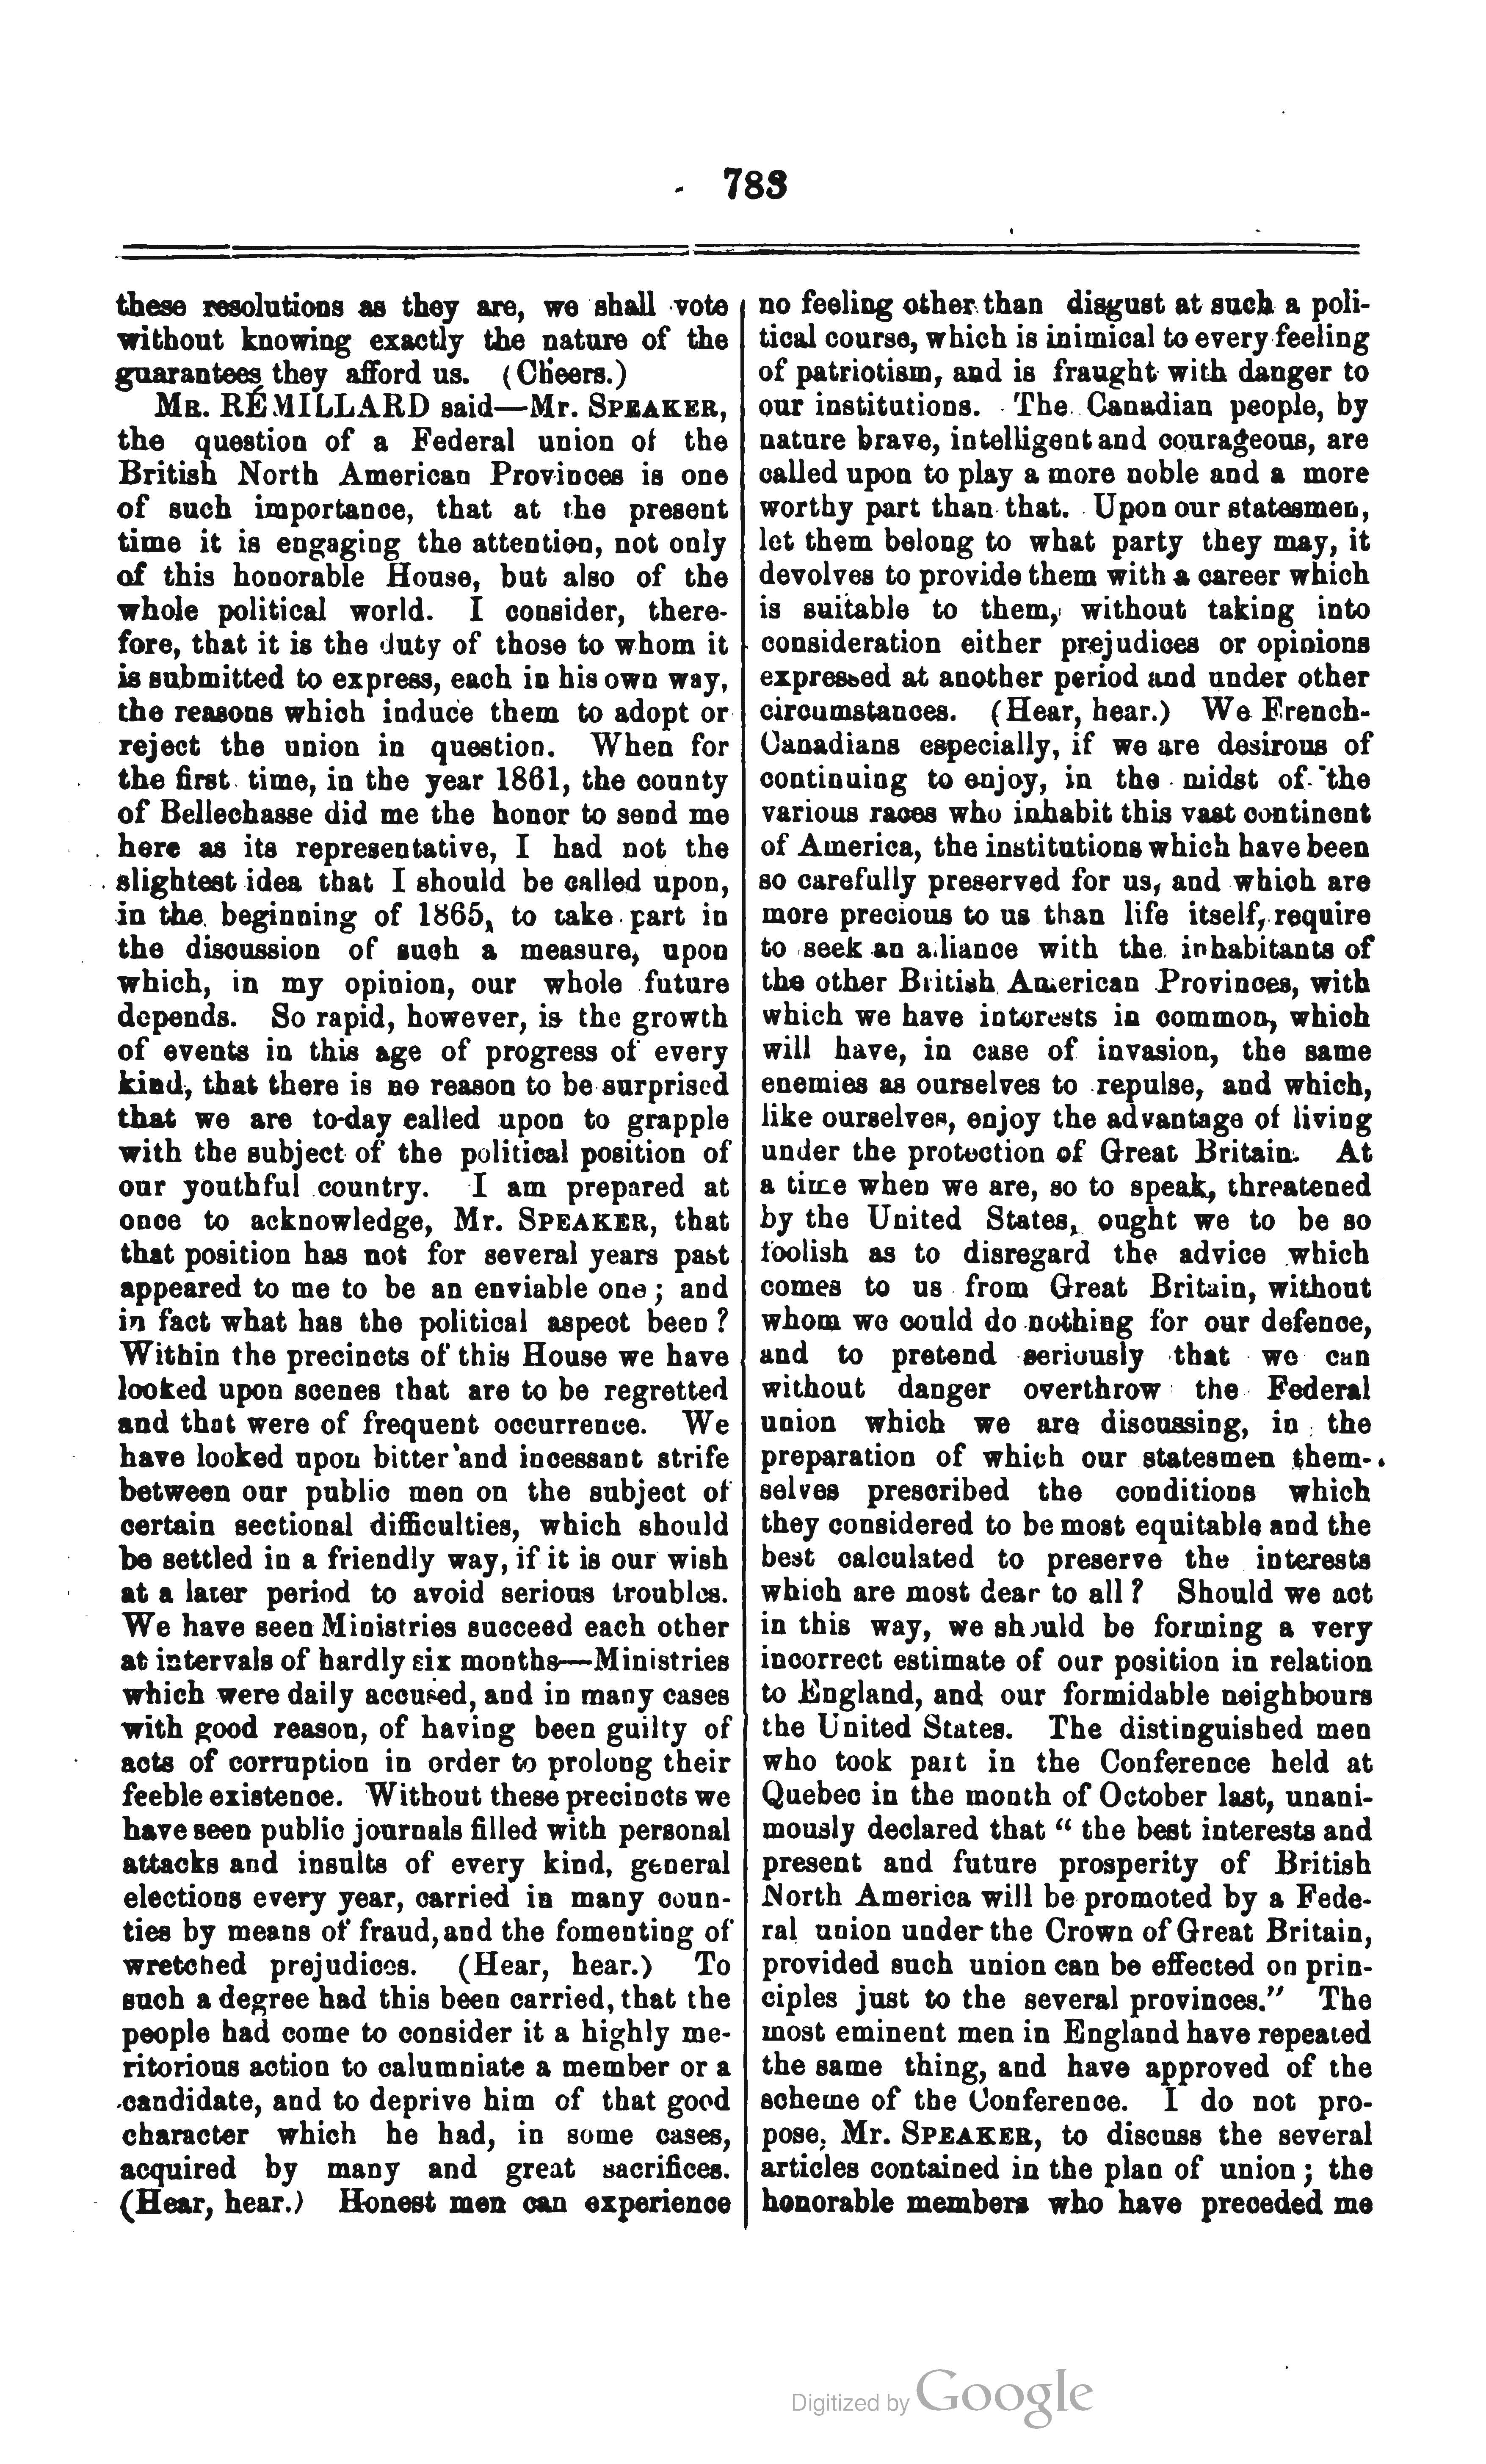 783
these resolutions as they are, we shall vote
without knowing exactly the nature of the
guarantees they afford us. (Cheers.)
MR. RÉMILLARD said—Mr. SPEAKER,
the question of a Federal union of the
British North American Provinces is one
of such importance, that at the present
time it is engaging the attention, not only
of this honorable House, but also of the
whole political world. I consider, there-
fore, that it is the duty of those to whom it
is submitted to express, each in his own way,
the reasons which induce them to adopt or
reject the union in question. When for
the first time, in the year 1861, the county
of Bellechasse did me the honor to send me
here as its representative, I had not the
slightest idea that I should be called upon,
in the beginning of 1865, to take part in
the discussion of such a measure, upon
which, in my opinion, our whole future
depends. So rapid, however, is the growth
of events in this age of progress of every
kind, that there is no reason to be surprised
that we are to-day called upon to grapple
with the subject of the political position of
our youthful country. I am prepared at
once to acknowledge, Mr. SPEAKER, that
that position has not for several years past
appeared to me to be an enviable one; and
in fact what has the political aspect been?
Within the precincts of this House we have
looked upon scenes that are to be regretted
and that were of frequent occurrence. We
have looked upon bitter and incessant strife
between our public men on the subject of
certain sectional difficulties, which should
be settled in a friendly way, if it is our wish
at a later period to avoid serious troubles.
We have seen Ministries succeed each other
at intervals of hardly six months—Ministries
which were daily accused, and in many cases
with good reason, of having been guilty of
acts of corruption in order to prolong their
feeble existence. Without these precincts we
have seen public journals filled with personal
attacks and insults of every kind, general
elections every year, carried in many coun-
ties by means of fraud, and the fomenting of
wretched prejudices. (Hear, hear.) To
such a degree had this been carried, that the
people had come to consider it a highly me-
ritorious action to calumniate a member or a
candidate, and to deprive him of that good
character which he had, in some cases,
acquired by many and great sacrifices.
(Hear, hear.) Honest men can experience
no feeling other than disgust at such a poli-
tical course, which is inimical to every feeling
of patriotism, and is fraught with danger to
our institutions. The Canadian people, by
nature brave, intelligent and courageous, are
called upon to play a more noble and a more
worthy part than that. Upon our statesmen,
let them belong to what party they may, it
devolves to provide them with a career which
is suitable to them, without taking into
consideration either prejudices or opinions
expressed at another period and under other
circumstances. (Hear, hear.) We French-
Canadians especially, if we are desirous of
continuing to enjoy, in the midst of the
various races who inhabit this vast continent
of America, the institutions which have been
so carefully preserved for us, and which are
more precious to us than life itself, require
to seek an alliance with the inhabitants of
the other British American Provinces, with
which we have interests in common, which
will have, in case of invasion, the same
enemies as ourselves to repulse, and which,
like ourselves, enjoy the advantage of living
under the protection of Great Britain. At
a time when we are, so to speak, threatened
by the United States, ought we to be so
foolish as to disregard the advice which
comes to us from Great Britain, without
whom we could do nothing for our defence,
and to pretend seriously that we can
without danger overthrow the Federal
union which we are discussing, in the
preparation of which our statesmen them-
selves prescribed the conditions which
they considered to be most equitable and the
best calculated to preserve the interests
which are most dear to all? Should we act
in this way, we should be forming a very
incorrect estimate of our position in relation
to England, and our formidable neighbours
the United States. The distinguished men
who took part in the Conference held at
Quebec in the month of October last, unani-
mously declared that "the best interests and
present and future prosperity of British
North America will be promoted by a Fede-
ral union under the Crown of Great Britain,
provided such union can be effected on prin-
ciples just to the several provinces." The
most eminent men in England have repeated
the same thing, and have approved of the
scheme of the Conference. I do not pro-
pose, Mr. SPEAKER, to discuss the several
articles contained in the plan of union; the
honorable members who have preceded me
Digitized by Google